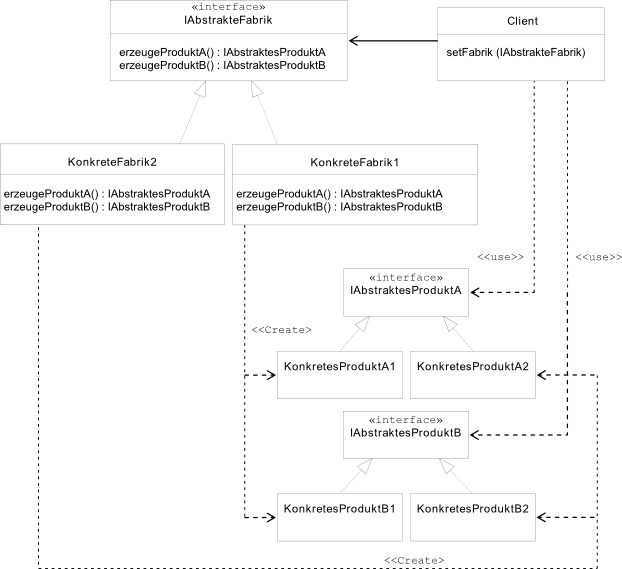 «interface»
IAbstrakteFabrik
erzeugeProduktA() : IAbstraktesProduktA
erzeugeProduktB() : IAbstraktesProduktB
Client
setFabrik (IAbstrakteFabrik)
KonkreteFabrik2
erzeugeProduktA() : IAbstraktesProduktA
erzeugeProduktB() : IAbstraktesProduktB
KonkreteFabrik1
erzeugeProduktA() : IAbstraktesProduktA
erzeugeProduktB() : IAbstraktesProduktB
<<use>>
<<use>>
«interface»
IAbstraktesProduktA
<<Create>
KonkretesProduktA1
KonkretesProduktA2
«interface»
IAbstraktesProduktB
KonkretesProduktB1
KonkretesProduktB2
<<Create>